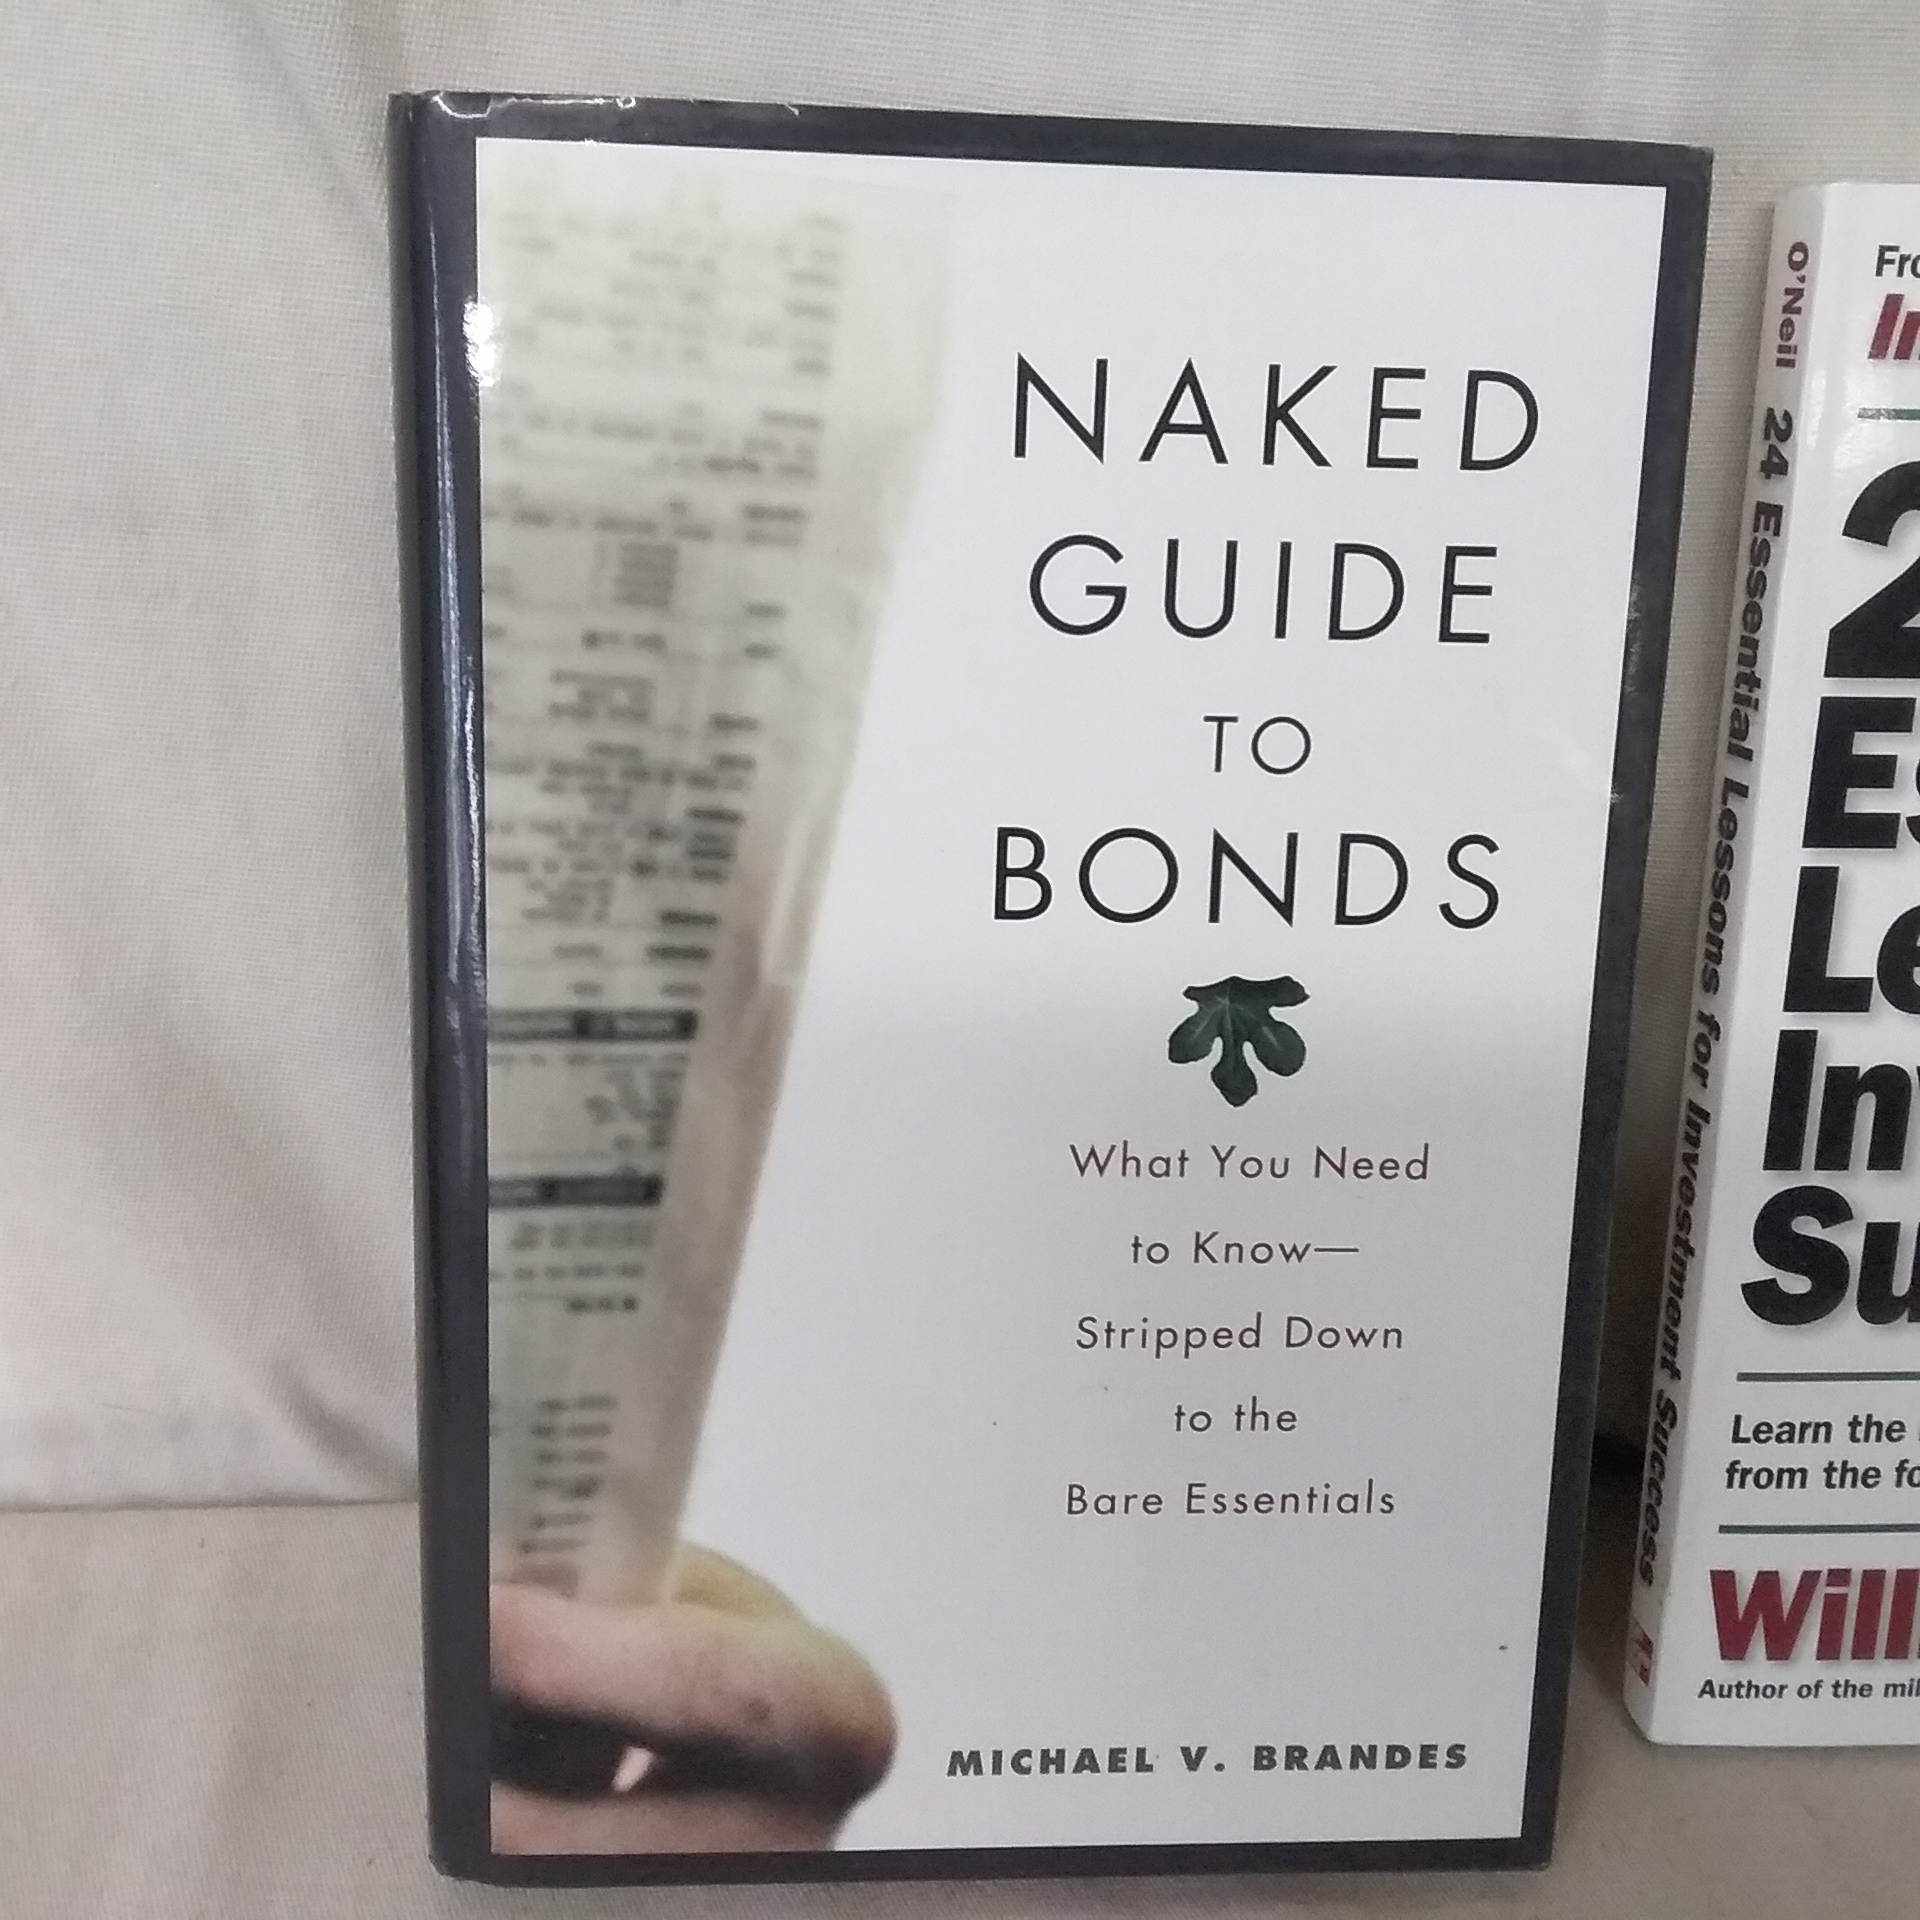 NAKED
GUIDE
TO
BONDS
What You Need
to Know—
Stripped Down
to the
Bare Essentials
MICHAEL V. BRANDES
O'Neil 24 Essential Lessons for Investment Success
Learn the
from the
Author of the